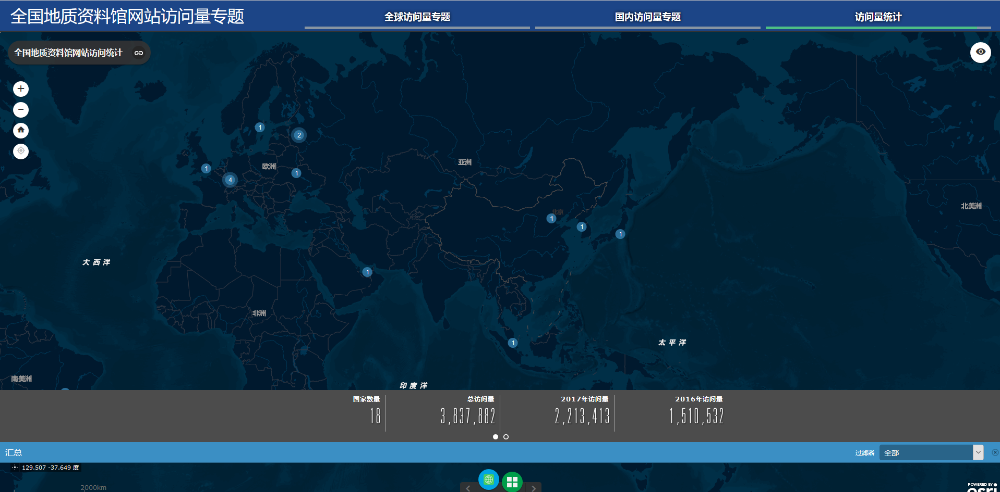 全国地质资料馆网站访问量专题
全球访问量专题
国内访问量专题
访问量统计
全国地质资料馆网站访问统计
1
2
1
欧洲
1
4
亚洲
北京
1
1
1
北美洲
大西洋
1
非洲
1
太平洋
南美洲
印度洋
国家数量
18
总访问量
3,837,882
2017年访问量
2,213,413
2016年访问量
1,510,532
汇总
过滤器
全部
129.507 -37.649 度
2000km
POWERED BY
esri